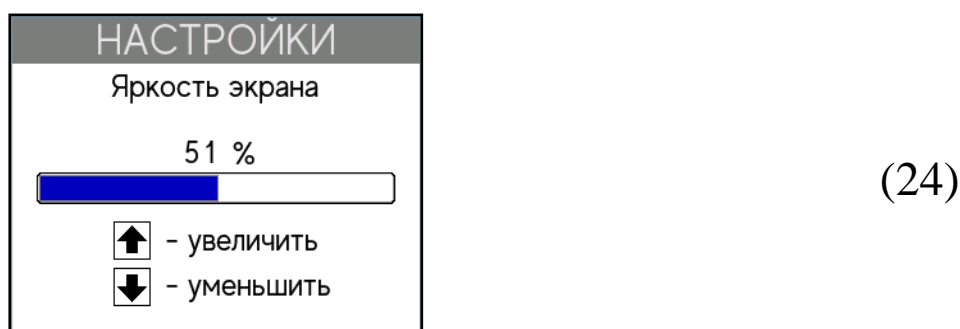 НАСТРОЙКИ
Яркость экрана
51 %
(24)
- увеличить
- уменьшить